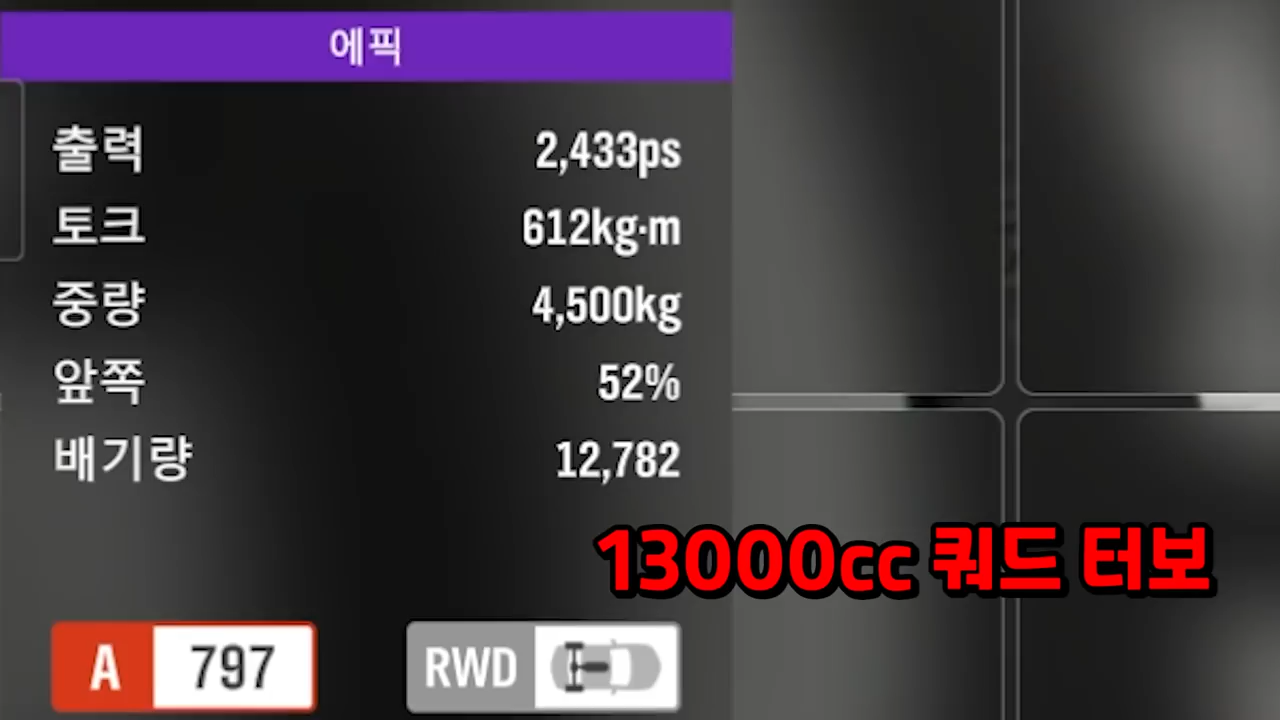 에픽
출력 2,433ps
토크 612kg·m
중량 4,500kg
앞쪽 52%
배기량 12,782
13000cc 쿼드 터보
A 797 RWD